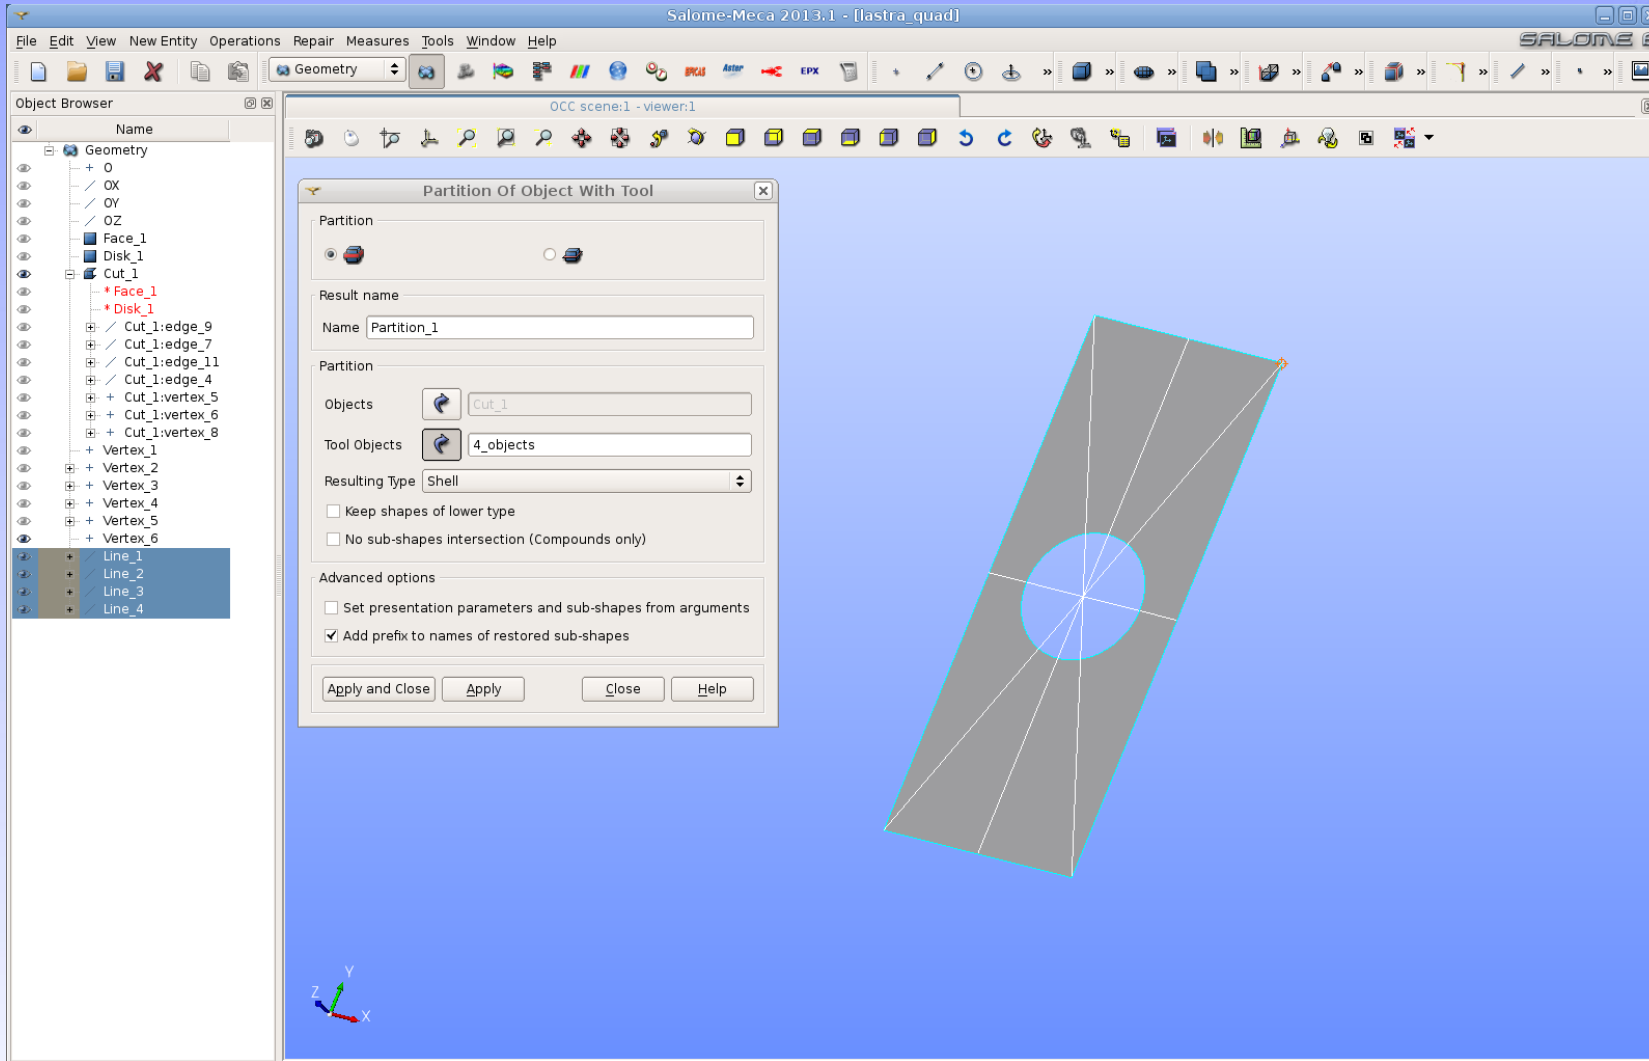 Salome-Meca 2013.1 - [lastra_quad]
File Edit View New Entity Operations Repair Measures Tools Window Help
SALOME
Geometry
EFICAS
Aster
EPX
Object Browser
OCC scene:1 - viewer:1
Name
Geometry
O
OX
OY
OZ
Face_1
Disk_1
Cut_1
* Face_1
* Disk_1
Cut_1:edge_9
Cut_1:edge_7
Cut_1:edge_11
Cut_1:edge_4
Cut_1:vertex_5
Cut_1:vertex_6
Cut_1:vertex_8
Vertex_1
Vertex_2
Vertex_3
Vertex_4
Vertex_5
Vertex_6
Line_1
Line_2
Line_3
Line_4
Partition Of Object With Tool
Partition
Result name
Name Partition_1
Partition
Objects Cut_1
Tool Objects 4_objects
Resulting Type Shell
Keep shapes of lower type
No sub-shapes intersection (Compounds only)
Advanced options
Set presentation parameters and sub-shapes from arguments
Add prefix to names of restored sub-shapes
Apply and Close Apply Close Help
Y
Z
X